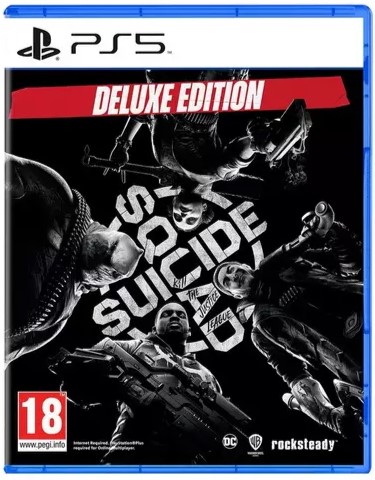 PS5
DELUXE EDITION
SUICIDE
SQUAD
SUICIDE
KILL
THE
JUSTICE
LEAGUE
18
www.pegi.info
Internet Required. PlayStation®Plus
required for Online Multiplayer.
DC
WB
rocksteady